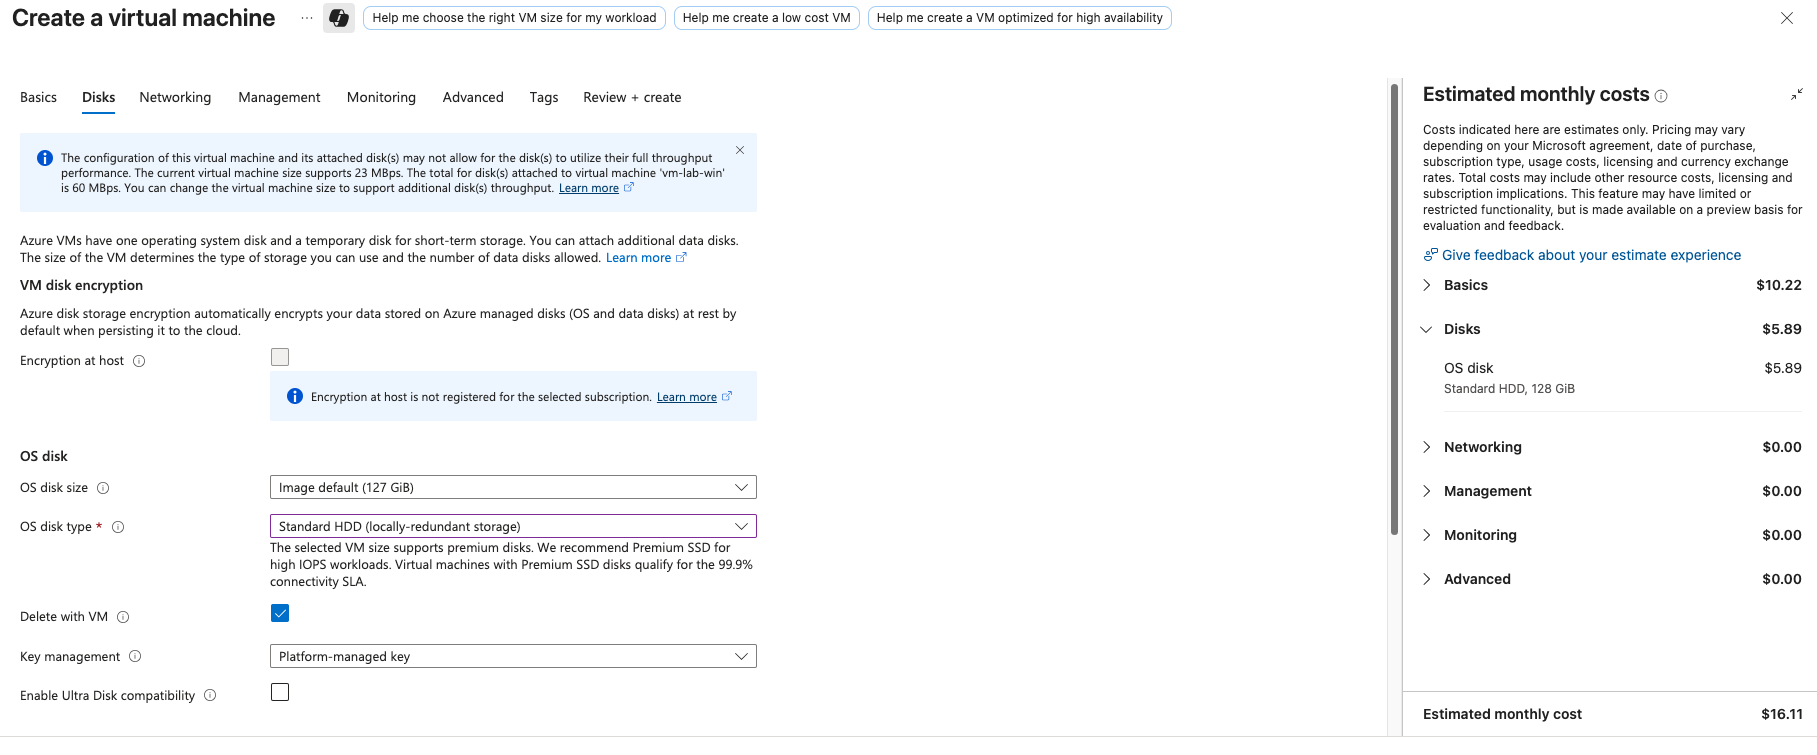 Create a virtual machine
...
Help me choose the right VM size for my workload
Help me create a low cost VM
Help me create a VM optimized for high availability
Basics
Disks
Networking
Management
Monitoring
Advanced
Tags
Review + create
The configuration of this virtual machine and its attached disk(s) may not allow for the disk(s) to utilize their full throughput
performance. The current virtual machine size supports 23 MBps. The total for disk(s) attached to virtual machine 'vm-lab-win'
is 60 MBps. You can change the virtual machine size to support additional disk(s) throughput. Learn more
Azure VMs have one operating system disk and a temporary disk for short-term storage. You can attach additional data disks.
The size of the VM determines the type of storage you can use and the number of data disks allowed. Learn more
VM disk encryption
Azure disk storage encryption automatically encrypts your data stored on Azure managed disks (OS and data disks) at rest by
default when persisting it to the cloud.
Encryption at host
Encryption at host is not registered for the selected subscription. Learn more
OS disk
OS disk size
Image default (127 GiB)
OS disk type *
Standard HDD (locally-redundant storage)
The selected VM size supports premium disks. We recommend Premium SSD for
high IOPS workloads. Virtual machines with Premium SSD disks qualify for the 99.9%
connectivity SLA.
Delete with VM
Key management
Platform-managed key
Enable Ultra Disk compatibility
Estimated monthly costs
Costs indicated here are estimates only. Pricing may vary
depending on your Microsoft agreement, date of purchase,
subscription type, usage costs, licensing and currency exchange
rates. Total costs may include other resource costs, licensing and
subscription implications. This feature may have limited or
restricted functionality, but is made available on a preview basis for
evaluation and feedback.
Give feedback about your estimate experience
Basics $10.22
Disks $5.89
OS disk $5.89
Standard HDD, 128 GiB
Networking $0.00
Management $0.00
Monitoring $0.00
Advanced $0.00
Estimated monthly cost $16.11